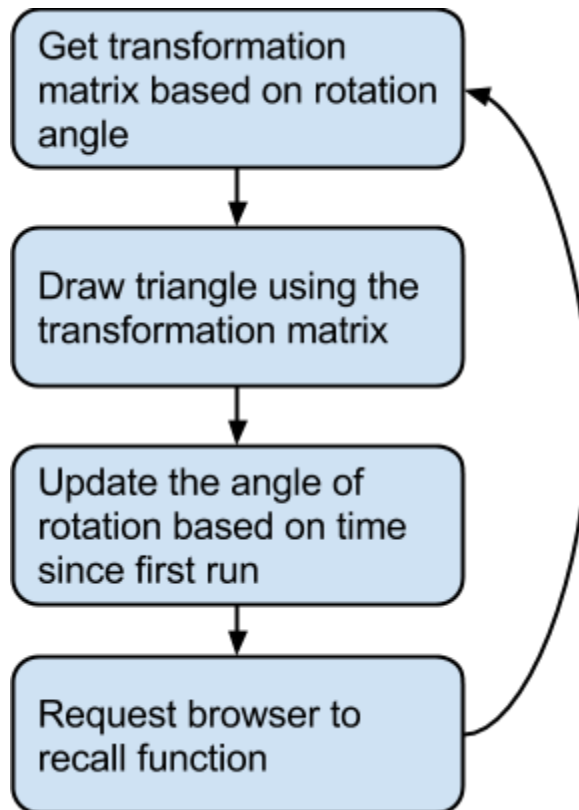 Get transformation
matrix based on rotation
angle
Draw triangle using the
transformation matrix
Update the angle of
rotation based on time
since first run
Request browser to
recall function